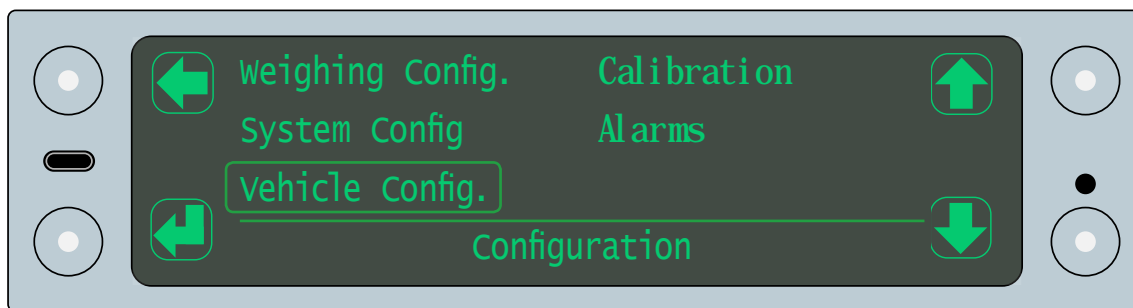 Weighing Config. Calibration
System Config Alarms
Vehicle Config.
Configuration